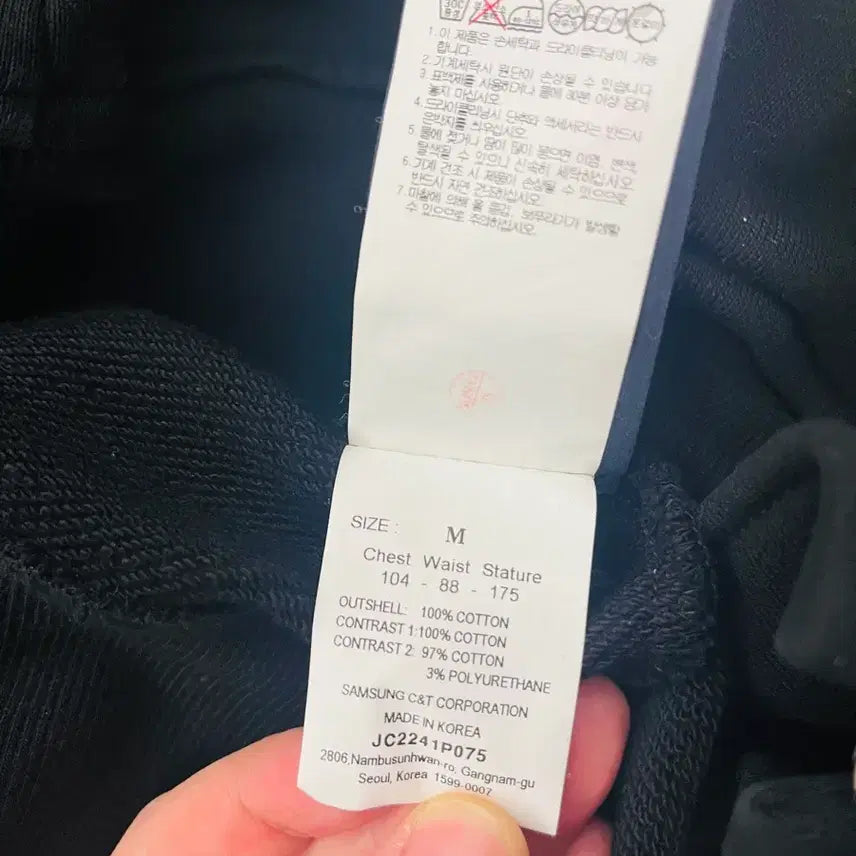 30C
중성
1. 이 제품은 손세탁과 드라이클리닝이 가능
합니다.
2. 기계세탁시 원단이 손상될 수 있습니다
3. 표백제를 사용하거나 물에 30분 이상 담가
놓지 마십시오.
4. 드라이클리닝시 단추와 악세서리는 반드시
은박지를 씌우십시오.
5. 물에 젖거나 땀이 많이 묻으면 이염, 변색,
탈색될 수 있으니 신속히 세탁하십시오.
6. 기계 건조 시 제품이 손상될 수 있으므로
반드시 자연 건조하십시오.
7. 마찰에 의해 올 뜯김, 보푸라기가 발생할
수 있으므로 주의하십시오.
SIZE : M
Chest Waist Stature
104 - 88 - 175
OUTSHELL: 100% COTTON
CONTRAST 1:100% COTTON
CONTRAST 2: 97% COTTON
3% POLYURETHANE
SAMSUNG C&T CORPORATION
MADE IN KOREA
JC2241P075
2806,Nambusunhwan-ro, Gangnam-gu
Seoul, Korea 1599-0007